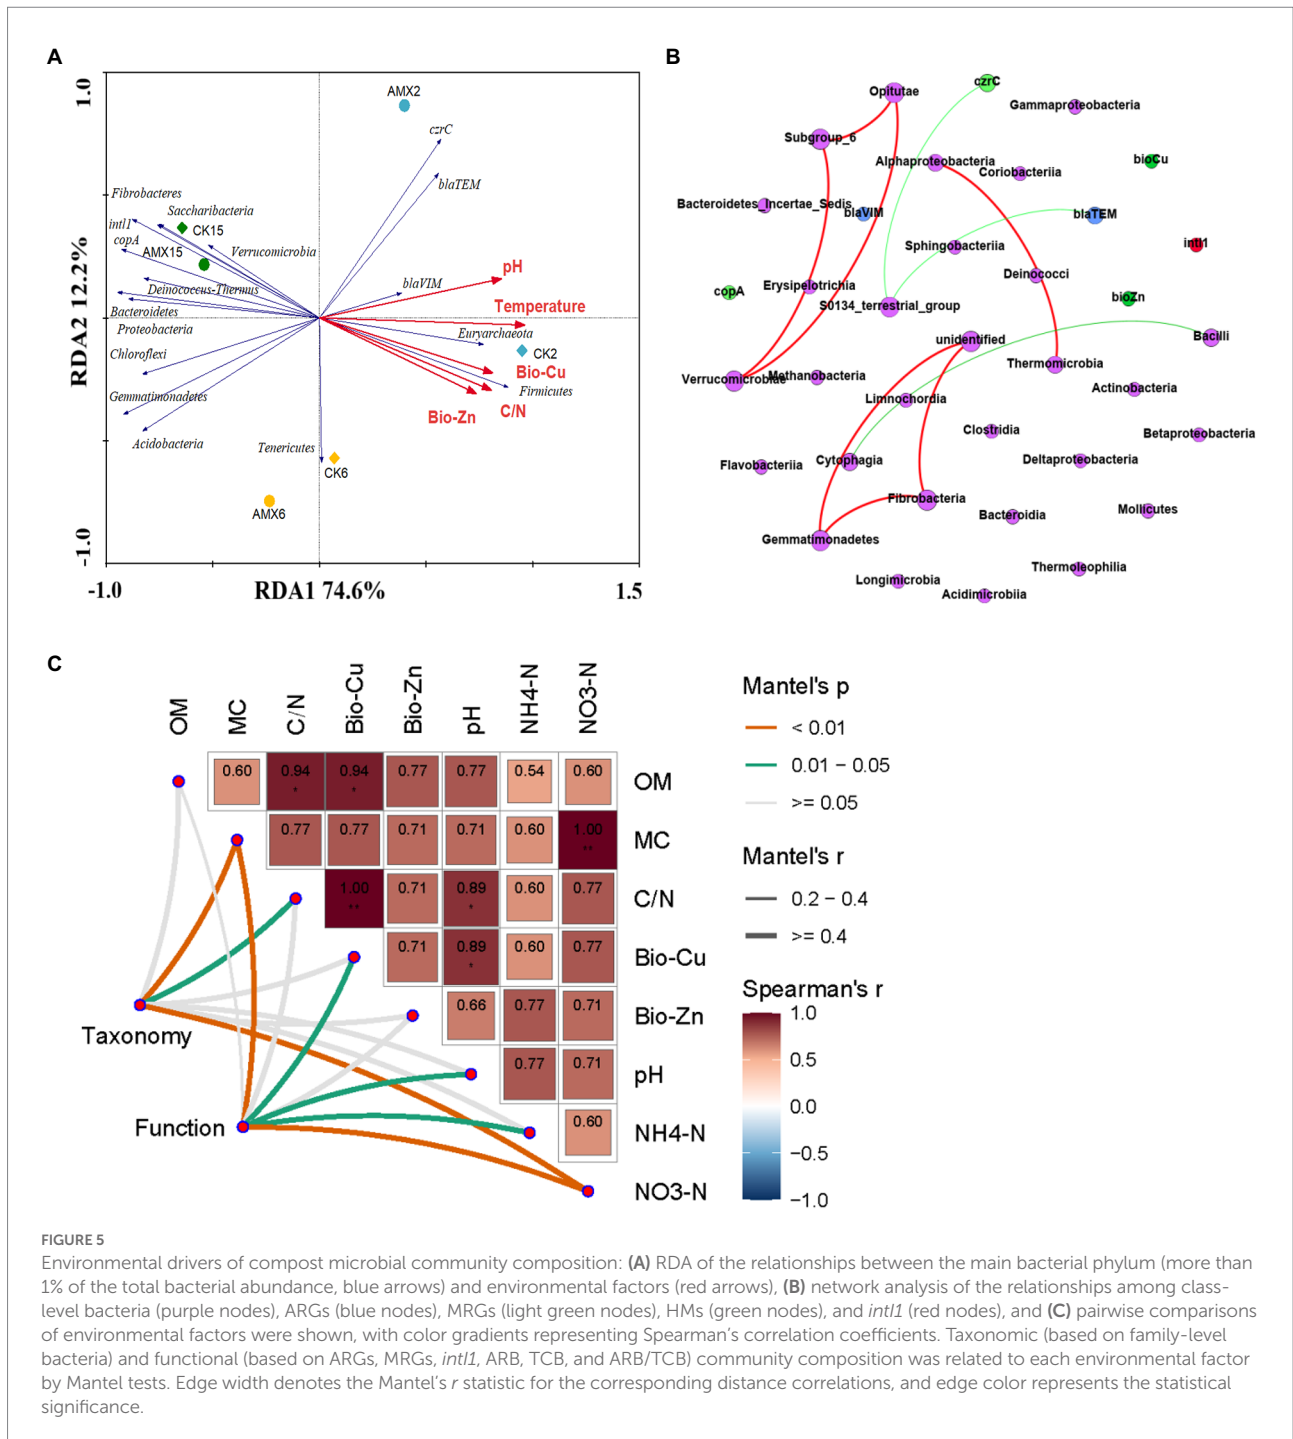 A
1.0
RDA2 12.2%
-1.0
AMX2
czrC
blaTEM
Fibrobacteres
Saccharibacteria
intl1
CK15
copA
AMX15
Verrucomicrobia
pH
Deinococcus-Thermus
blaVIM
Temperature
Bacteroidetes
Proteobacteria
Euryarchaeota
CK2
Chloroflexi
Bio-Cu
Firmicutes
Gemmatimonadetes
Bio-Zn
C/N
Acidobacteria
Tenericutes
CK6
AMX6
-1.0
RDA1 74.6%
1.5
B
czrC
Opitutae
Gammaproteobacteria
Subgroup_6
Alphaproteobacteria
bioCu
Coriobacteriia
Bacteroidetes_Incertae_Sedis
blaVIM
blaTEM
Sphingobacteriia
intl1
Deinococci
copA
Erysipelotrichia
S0134_terrestrial_group
bioZn
unidentified
Bacilli
Verrucomicrobiae
Methanobacteria
Thermomicrobia
Limnochordia
Actinobacteria
Clostridia
Betaproteobacteria
Flavobacteriia
Cytophagia
Deltaproteobacteria
Fibrobacteria
Bacteroidia
Mollicutes
Gemmatimonadetes
Longimicrobia
Thermoleophilia
Acidimicrobiia
C
OM
MC
C/N
Bio-Cu
Bio-Zn
pH
NH4-N
NO3-N
0.60 0.94 0.94 0.77 0.77 0.54 0.60 OM
* *
0.77 0.77 0.71 0.71 0.60 1.00 MC
**
1.00 0.71 0.89 0.60 0.77 C/N
** *
0.71 0.89 0.60 0.77 Bio-Cu
*
0.66 0.77 0.71 Bio-Zn
0.77 0.71 pH
0.60 NH4-N
NO3-N
Taxonomy
Function
Mantel's p
< 0.01
0.01 − 0.05
>= 0.05
Mantel's r
0.2 − 0.4
>= 0.4
Spearman's r
1.0
0.5
0.0
−0.5
−1.0
FIGURE 5
Environmental drivers of compost microbial community composition: (A) RDA of the relationships between the main bacterial phylum (more than
1% of the total bacterial abundance, blue arrows) and environmental factors (red arrows), (B) network analysis of the relationships among class-
level bacteria (purple nodes), ARGs (blue nodes), MRGs (light green nodes), HMs (green nodes), and intl1 (red nodes), and (C) pairwise comparisons
of environmental factors were shown, with color gradients representing Spearman's correlation coefficients. Taxonomic (based on family-level
bacteria) and functional (based on ARGs, MRGs, intl1, ARB, TCB, and ARB/TCB) community composition was related to each environmental factor
by Mantel tests. Edge width denotes the Mantel's r statistic for the corresponding distance correlations, and edge color represents the statistical
significance.